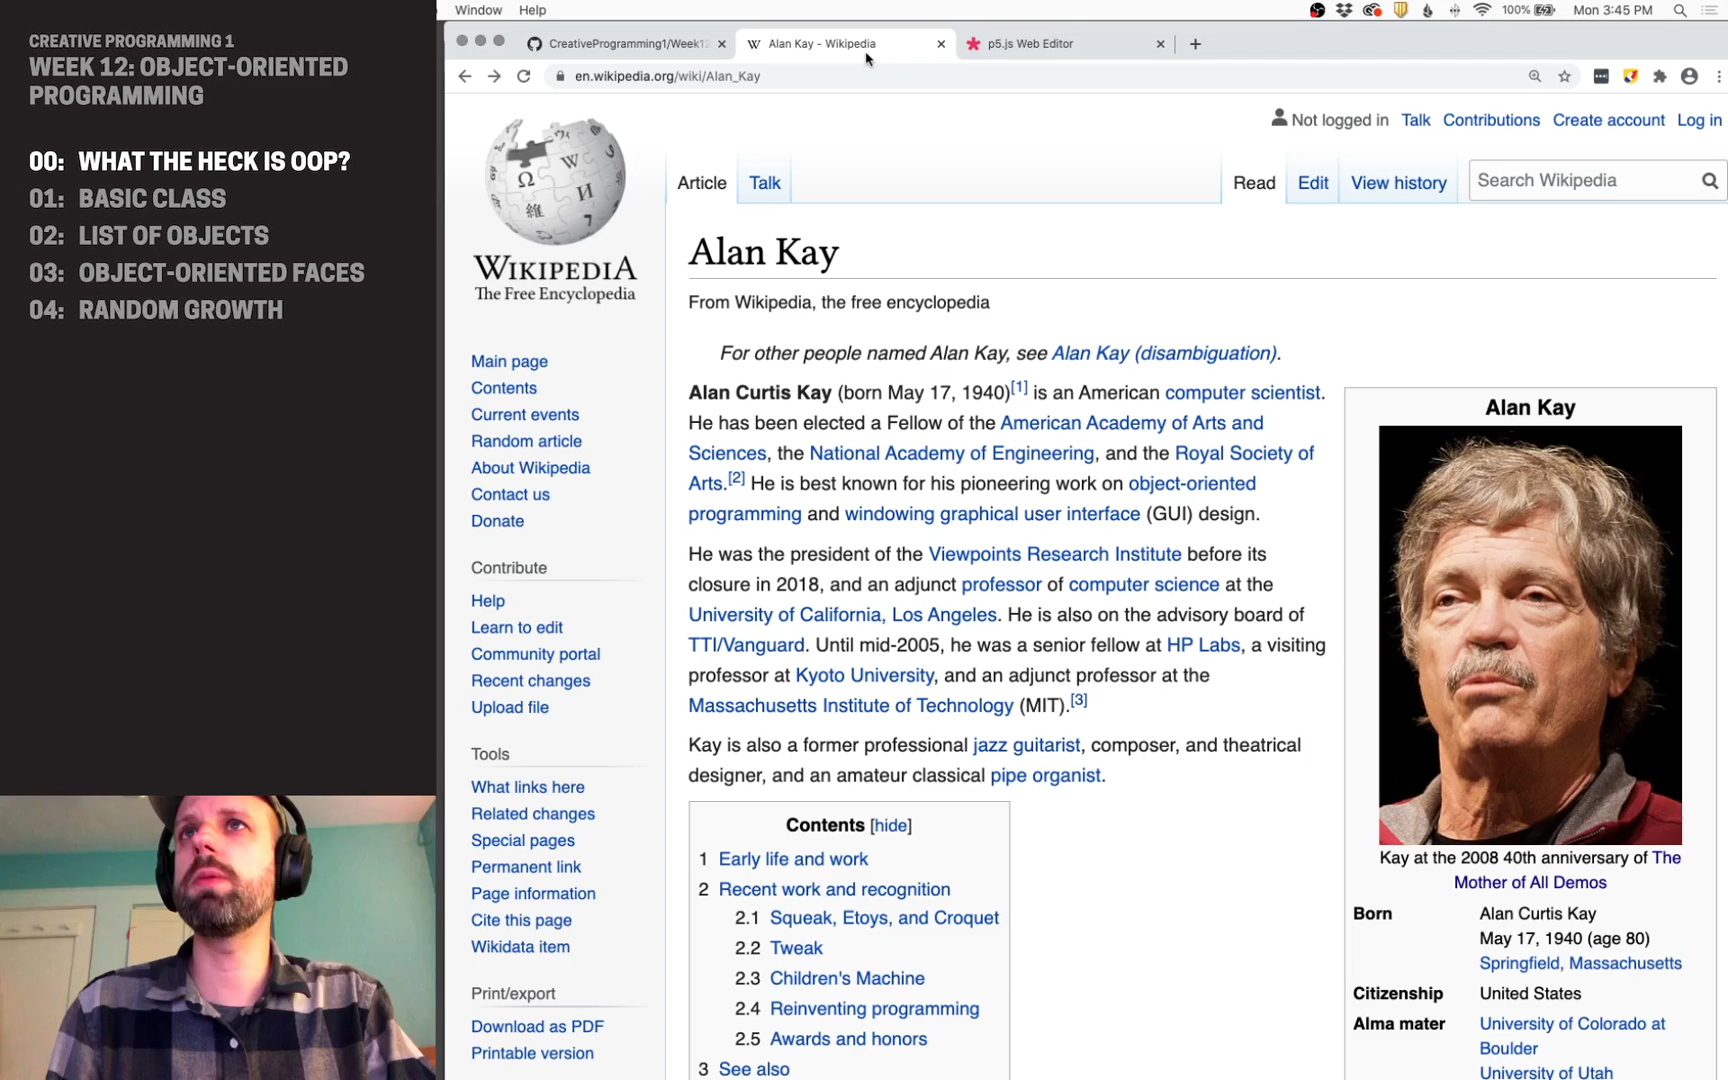 CREATIVE PROGRAMMING 1
WEEK 12: OBJECT-ORIENTED
PROGRAMMING
00: WHAT THE HECK IS OOP?
01: BASIC CLASS
02: LIST OF OBJECTS
03: OBJECT-ORIENTED FACES
04: RANDOM GROWTH
Window Help
100% Mon 3:45 PM
CreativeProgramming1/Week12
Alan Kay - Wikipedia
p5.js Web Editor
en.wikipedia.org/wiki/Alan_Kay
Not logged in Talk Contributions Create account Log in
Article Talk
Read Edit View history
Search Wikipedia
WIKIPEDIA
The Free Encyclopedia
Main page
Contents
Current events
Random article
About Wikipedia
Contact us
Donate
Contribute
Help
Learn to edit
Community portal
Recent changes
Upload file
Tools
What links here
Related changes
Special pages
Permanent link
Page information
Cite this page
Wikidata item
Print/export
Download as PDF
Printable version
Alan Kay
From Wikipedia, the free encyclopedia
For other people named Alan Kay, see Alan Kay (disambiguation).
Alan Curtis Kay (born May 17, 1940)[1] is an American computer scientist.
He has been elected a Fellow of the American Academy of Arts and
Sciences, the National Academy of Engineering, and the Royal Society of
Arts.[2] He is best known for his pioneering work on object-oriented
programming and windowing graphical user interface (GUI) design.
He was the president of the Viewpoints Research Institute before its
closure in 2018, and an adjunct professor of computer science at the
University of California, Los Angeles. He is also on the advisory board of
TTI/Vanguard. Until mid-2005, he was a senior fellow at HP Labs, a visiting
professor at Kyoto University, and an adjunct professor at the
Massachusetts Institute of Technology (MIT).[3]
Kay is also a former professional jazz guitarist, composer, and theatrical
designer, and an amateur classical pipe organist.
Contents [hide]
1 Early life and work
2 Recent work and recognition
2.1 Squeak, Etoys, and Croquet
2.2 Tweak
2.3 Children's Machine
2.4 Reinventing programming
2.5 Awards and honors
3 See also
Alan Kay
Kay at the 2008 40th anniversary of The
Mother of All Demos
Born Alan Curtis Kay
May 17, 1940 (age 80)
Springfield, Massachusetts
Citizenship United States
Alma mater University of Colorado at
Boulder
University of Utah